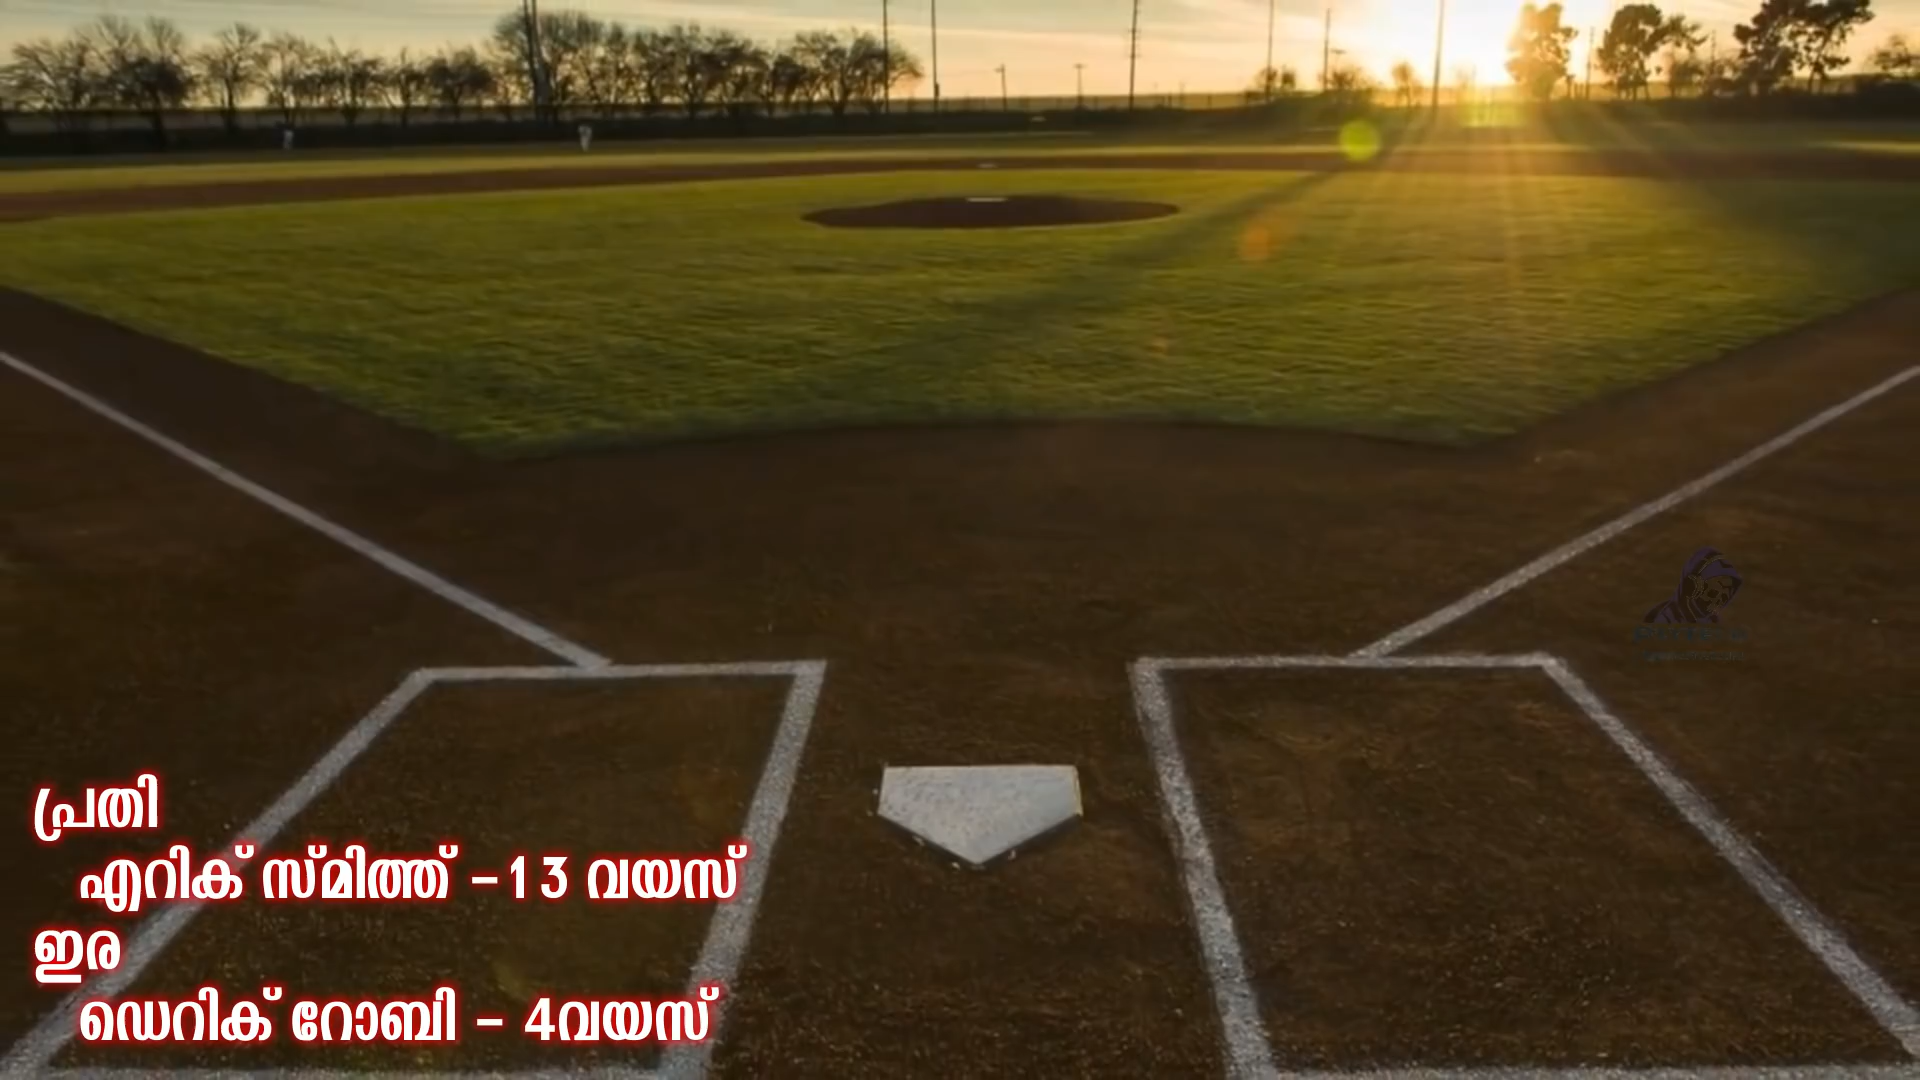 പ്രതി
എറിക് സ്മിത്ത് -13 വയസ്
ഇര
ഡെറിക് റോബി - 4വയസ്